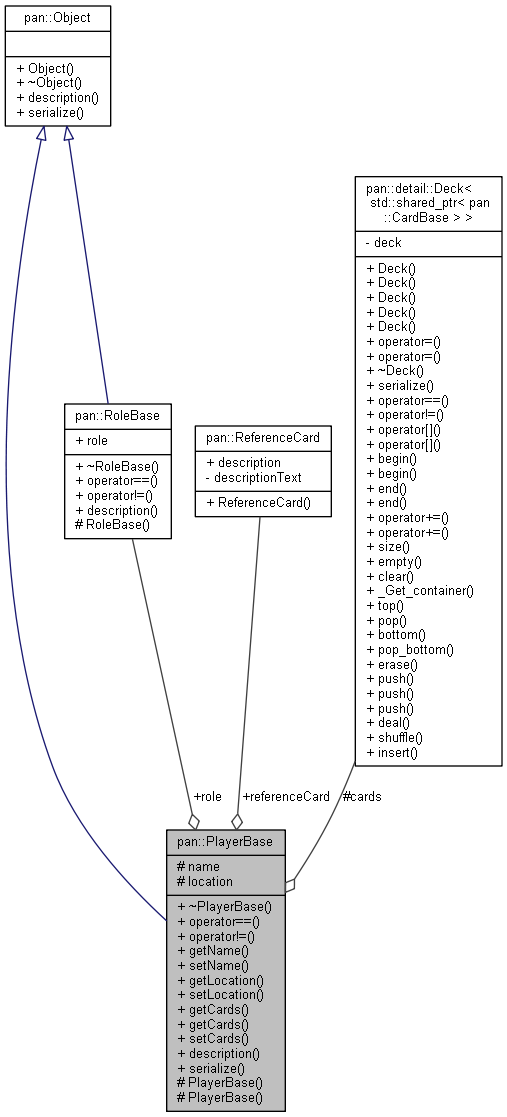 pan::Object
+ Object()
+ ~Object()
+ description()
+ serialize()
pan::detail::Deck<
std::shared_ptr< pan
::CardBase > >
- deck
+ Deck()
+ Deck()
+ Deck()
+ Deck()
+ Deck()
+ operator=()
+ operator=()
+ ~Deck()
+ serialize()
+ operator==()
+ operator!=()
+ operator[]()
+ operator[]()
+ begin()
+ begin()
+ end()
+ end()
+ operator+=()
+ operator+=()
+ size()
+ empty()
+ clear()
+ _Get_container()
+ top()
+ pop()
+ bottom()
+ pop_bottom()
+ erase()
+ push()
+ push()
+ push()
+ deal()
+ shuffle()
+ insert()
pan::RoleBase
+ role
+ ~RoleBase()
+ operator==()
+ operator!=()
+ description()
# RoleBase()
pan::ReferenceCard
+ description
- descriptionText
+ ReferenceCard()
+role
+referenceCard
#cards
pan::PlayerBase
# name
# location
+ ~PlayerBase()
+ operator==()
+ operator!=()
+ getName()
+ setName()
+ getLocation()
+ setLocation()
+ getCards()
+ getCards()
+ setCards()
+ description()
+ serialize()
# PlayerBase()
# PlayerBase()